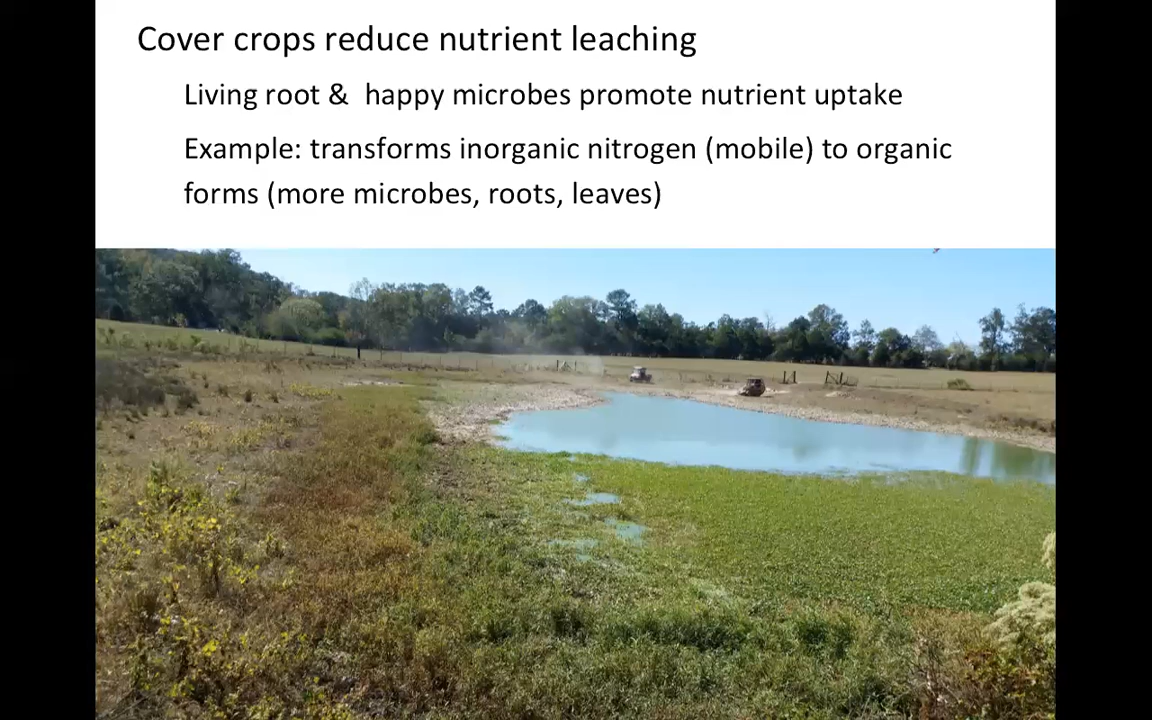 Cover crops reduce nutrient leaching
Living root &  happy microbes promote nutrient uptake
Example: transforms inorganic nitrogen (mobile) to organic
forms (more microbes, roots, leaves)